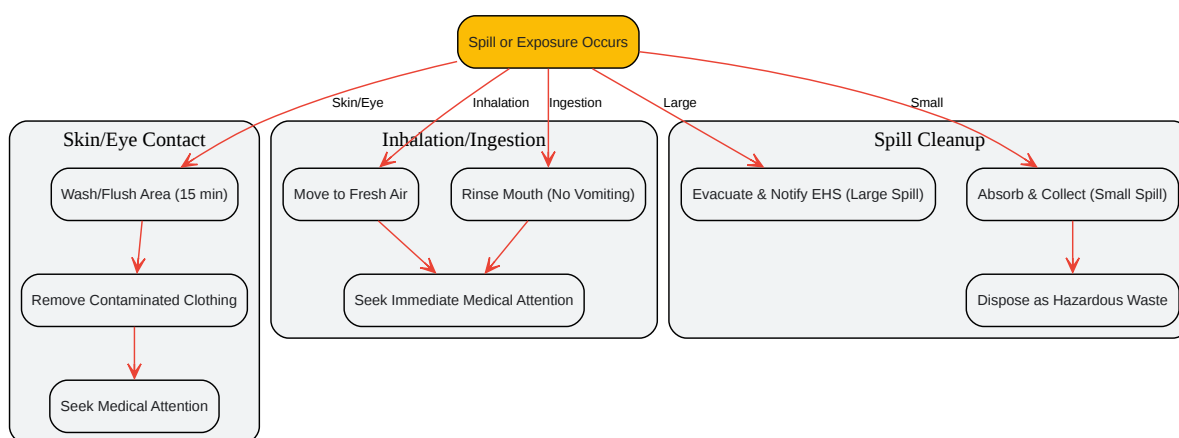 Spill or Exposure Occurs
Skin/Eye
Inhalation
Ingestion
Large
Small
Skin/Eye Contact
Inhalation/Ingestion
Spill Cleanup
Wash/Flush Area (15 min)
Move to Fresh Air
Rinse Mouth (No Vomiting)
Evacuate & Notify EHS (Large Spill)
Absorb & Collect (Small Spill)
Remove Contaminated Clothing
Seek Immediate Medical Attention
Dispose as Hazardous Waste
Seek Medical Attention